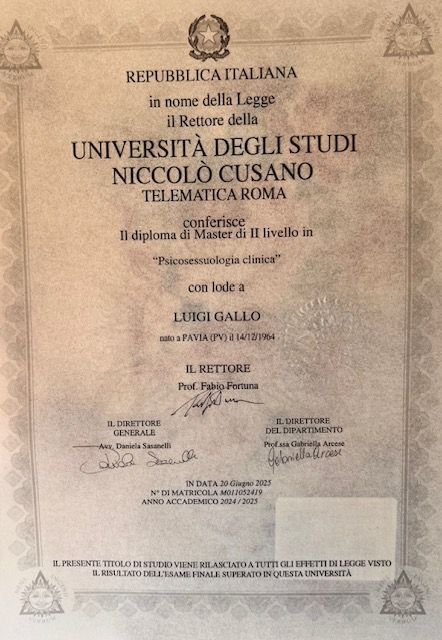 REPUBBLICA ITALIANA
in nome della Legge
il Rettore della
UNIVERSITÀ DEGLI STUDI
NICCOLÒ CUSANO
TELEMATICA ROMA
conferisce
Il diploma di Master di II livello in
"Psicosessuologia clinica"
con lode a
LUIGI GALLO
nato a PAVIA (PV) il 14/12/1964
IL RETTORE
Prof. Fabio Fortuna
IL DIRETTORE
GENERALE
Avv. Daniela Sasanelli
IL DIRETTORE
DEL DIPARTIMENTO
Prof.ssa Gabriella Arcese
Gabriella Arcese
IN DATA 20 Giugno 2025
N° DI MATRICOLA M011052419
ANNO ACCADEMICO 2024 / 2025
IL PRESENTE TITOLO DI STUDIO VIENE RILASCIATO A TUTTI GLI EFFETTI DI LEGGE VISTO
IL RISULTATO DELL'ESAME FINALE SUPERATO IN QUESTA UNIVERSITÀ